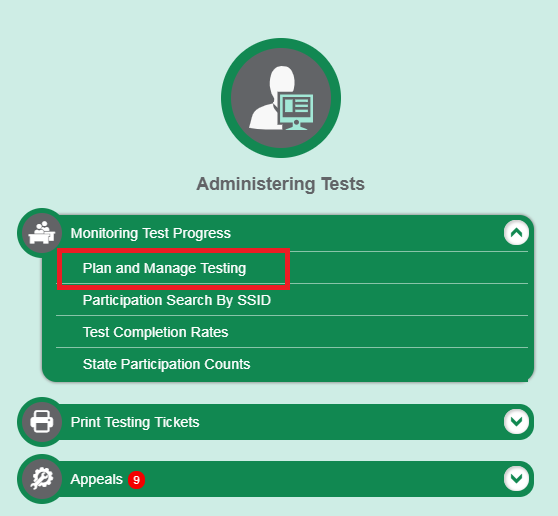 Administering Tests
Monitoring Test Progress
Plan and Manage Testing
Participation Search By SSID
Test Completion Rates
State Participation Counts
Print Testing Tickets
Appeals 9